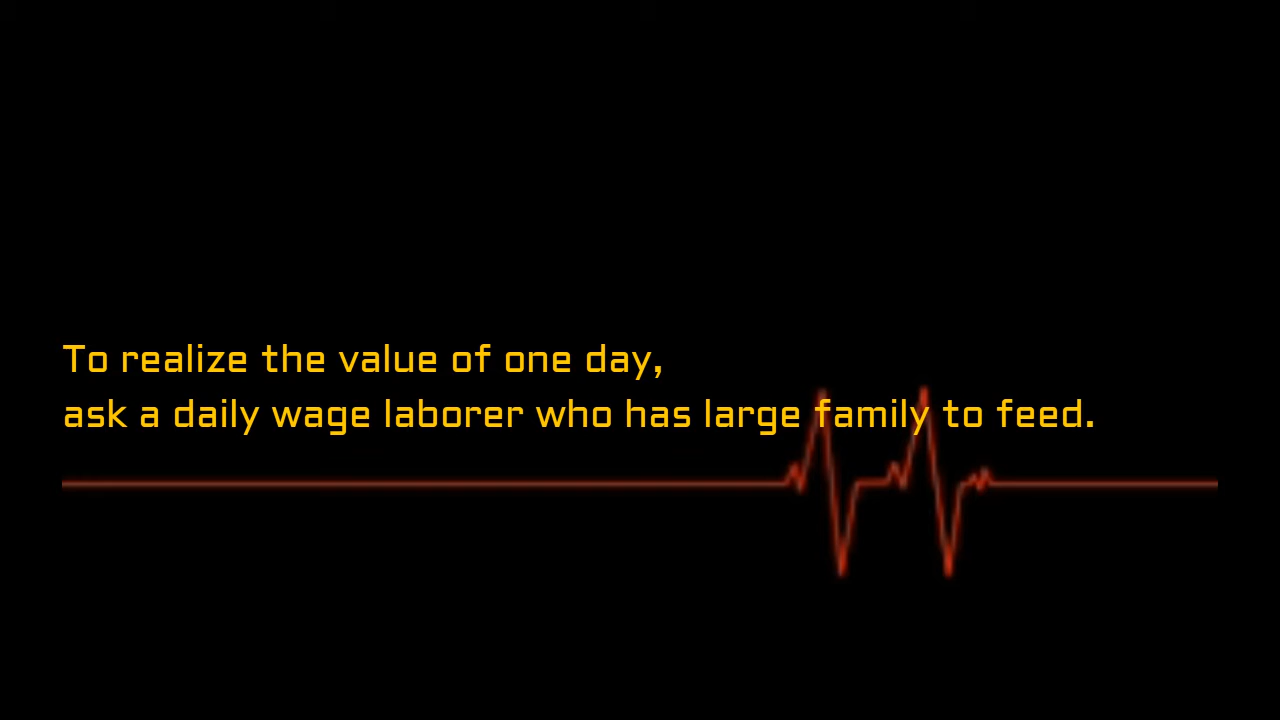 To realize the value of one day,
ask a daily wage laborer who has large family to feed.